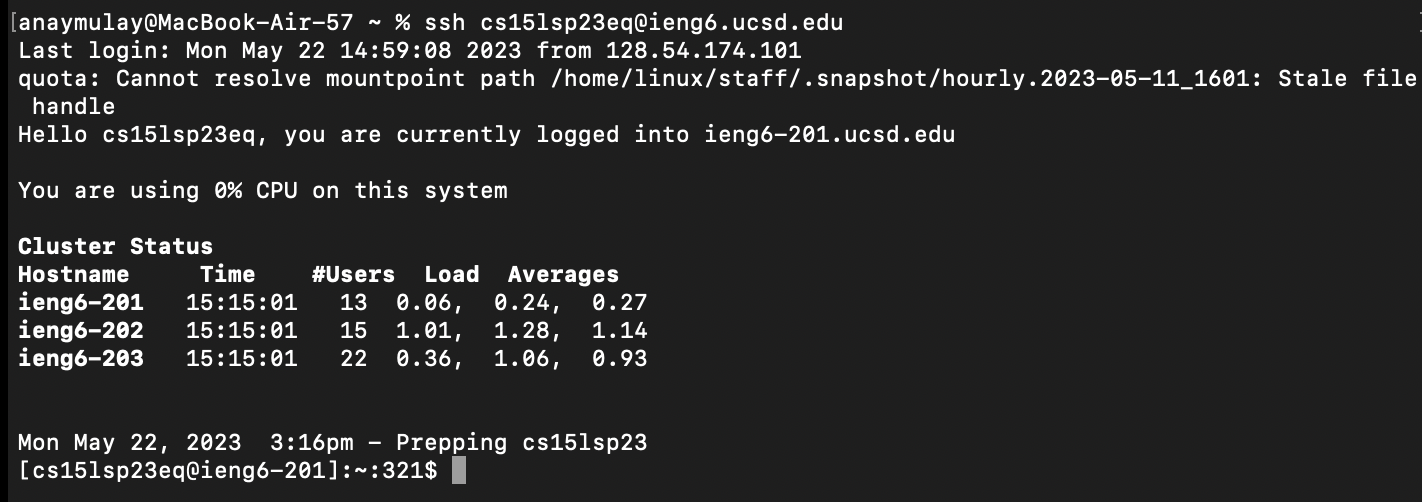 [anaymulay@MacBook-Air-57 ~ % ssh cs15lsp23eq@ieng6.ucsd.edu
Last login: Mon May 22 14:59:08 2023 from 128.54.174.101
quota: Cannot resolve mountpoint path /home/linux/staff/.snapshot/hourly.2023-05-11_1601: Stale file
handle
Hello cs15lsp23eq, you are currently logged into ieng6-201.ucsd.edu
You are using 0% CPU on this system
Cluster Status
Hostname     Time    #Users  Load  Averages
ieng6-201   15:15:01   13  0.06,  0.24,  0.27
ieng6-202   15:15:01   15  1.01,  1.28,  1.14
ieng6-203   15:15:01   22  0.36,  1.06,  0.93
Mon May 22, 2023  3:16pm - Prepping cs15lsp23
[cs15lsp23eq@ieng6-201]:~:321$